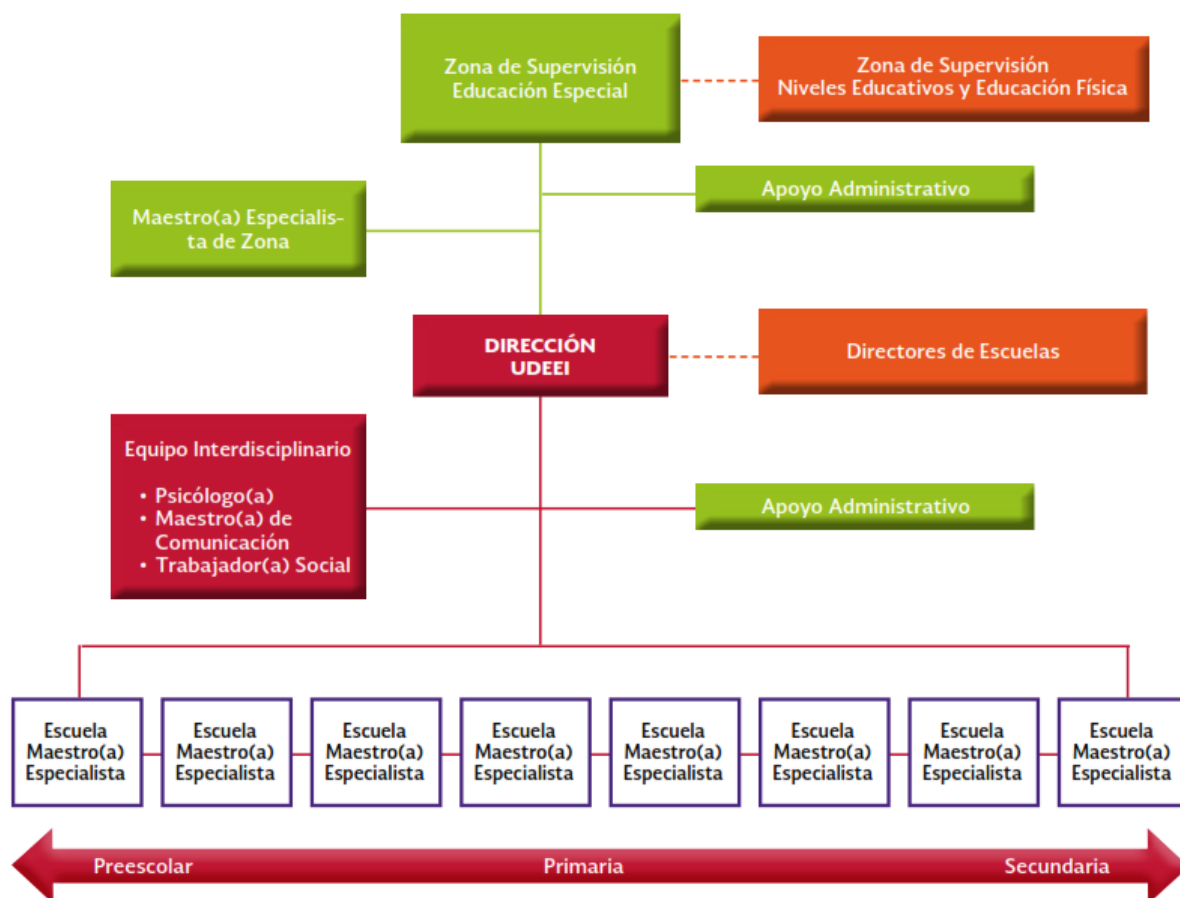 Zona de Supervisión
Educación Especial
Zona de Supervisión
Niveles Educativos y Educación Física
Apoyo Administrativo
Maestro(a) Especialis-
ta de Zona
DIRECCIÓN
UDEEI
Directores de Escuelas
Equipo Interdisciplinario
• Psicólogo(a)
• Maestro(a) de
Comunicación
• Trabajador(a) Social
Apoyo Administrativo
Escuela
Maestro(a)
Especialista
Escuela
Maestro(a)
Especialista
Escuela
Maestro(a)
Especialista
Escuela
Maestro(a)
Especialista
Escuela
Maestro(a)
Especialista
Escuela
Maestro(a)
Especialista
Escuela
Maestro(a)
Especialista
Escuela
Maestro(a)
Especialista
Preescolar
Primaria
Secundaria